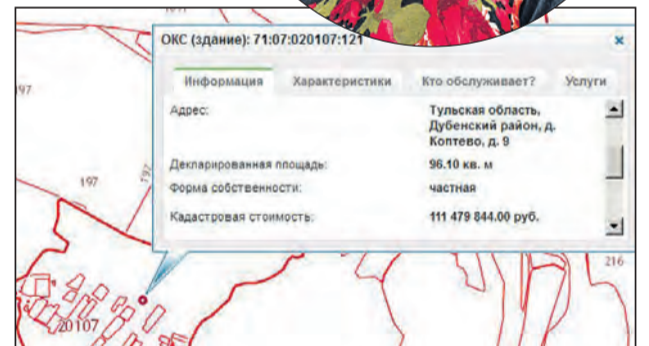 ОКС (здание): 71:07:020107:121
Информация Характеристики Кто обслуживает? Услуги
Адрес: Тульская область,
Дубенский район, д.
Коптево, д. 9
Декларированная площадь: 96.10 кв. м
Форма собственности: частная
Кадастровая стоимость: 111 479 844.00 руб.
197
197
197
216
20107